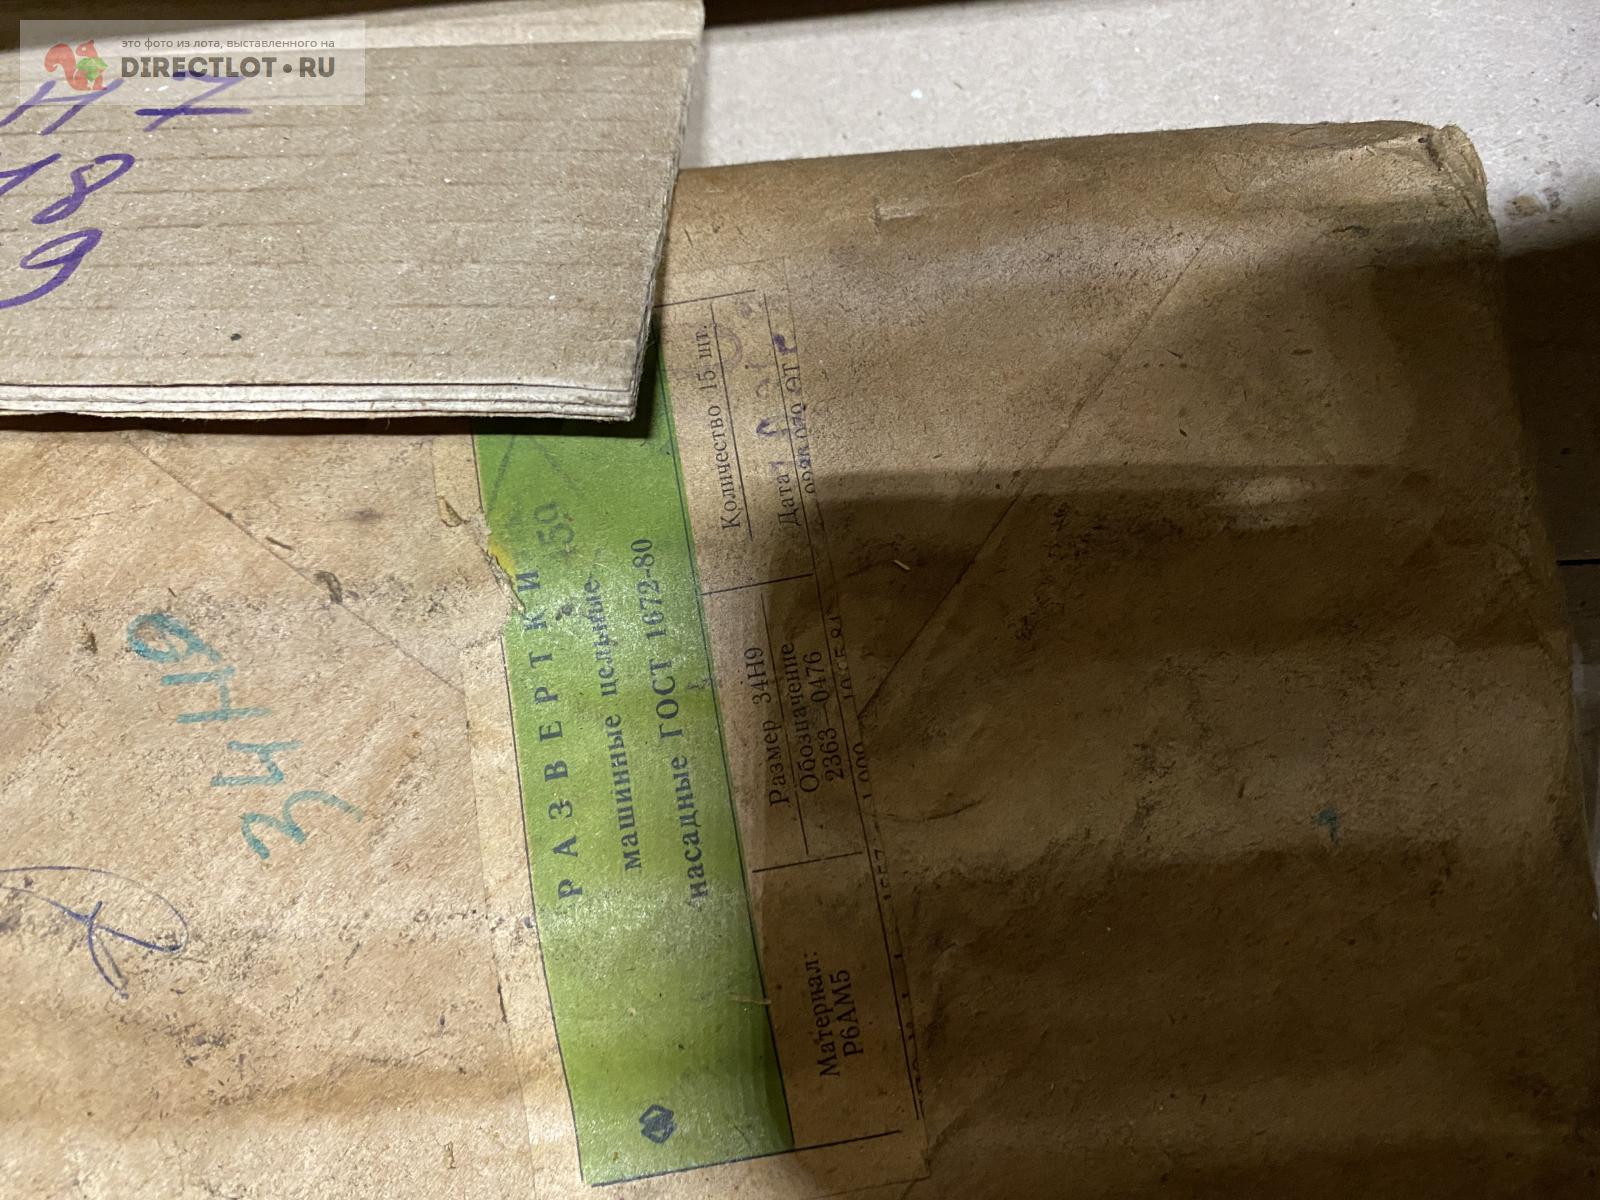 это фото из лота, выставленного на
DIRECTLOT.RU
Н7
Н8
9
34Н9
РАЗВЕРТКИ
машинные цельные
насадные ГОСТ 1672-80
Количество 15 шт.
Дата
Размер 34Н9
Обозначение
2363—0476
Материал:
Р6АМ5